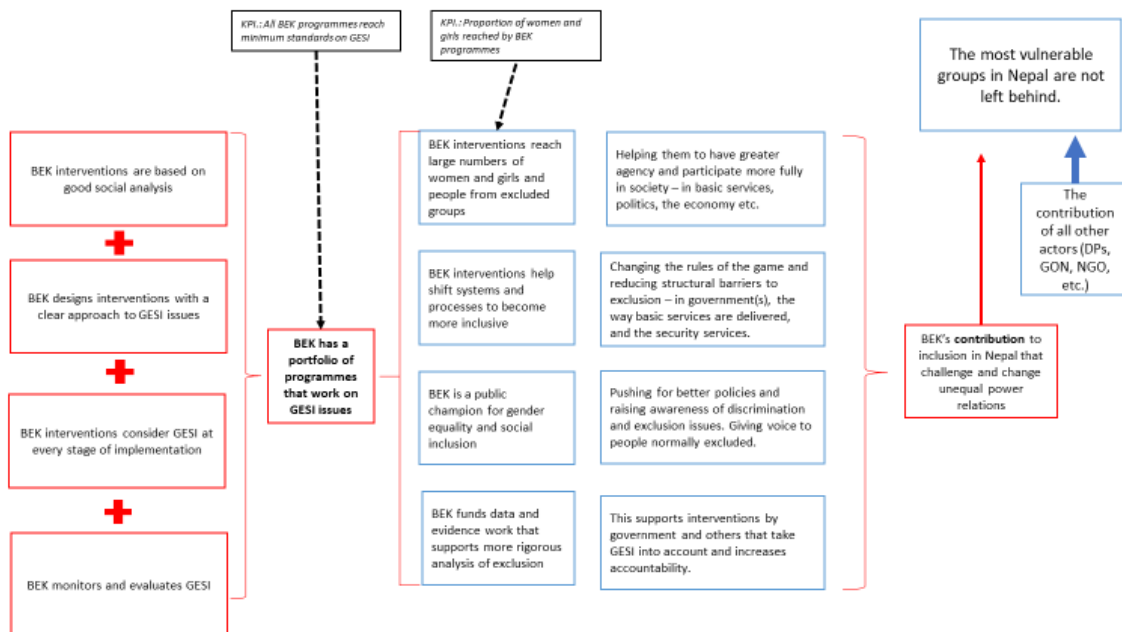 KPI.: All BEK programmes reach
minimum standards on GESI
KPI.: Proportion of women and
girls reached by BEK
programmes
The most vulnerable
groups in Nepal are not
left behind.
BEK interventions are based on
good social analysis
BEK designs interventions with a
clear approach to GESI issues
BEK interventions consider GESI at
every stage of implementation
BEK monitors and evaluates GESI
BEK has a
portfolio of
programmes
that work on
GESI issues
BEK interventions reach
large numbers of
women and girls and
people from excluded
groups
Helping them to have greater
agency and participate more fully
in society – in basic services,
politics, the economy etc.
BEK interventions help
shift systems and
processes to become
more inclusive
Changing the rules of the game and
reducing structural barriers to
exclusion – in government(s), the
way basic services are delivered,
and the security services.
BEK is a public
champion for gender
equality and social
inclusion
Pushing for better policies and
raising awareness of discrimination
and exclusion issues. Giving voice to
people normally excluded.
BEK funds data and
evidence work that
supports more rigorous
analysis of exclusion
This supports interventions by
government and others that take
GESI into account and increases
accountability.
The
contribution
of all other
actors (DPs,
GON, NGO,
etc.)
BEK's contribution to
inclusion in Nepal that
challenge and change
unequal power
relations